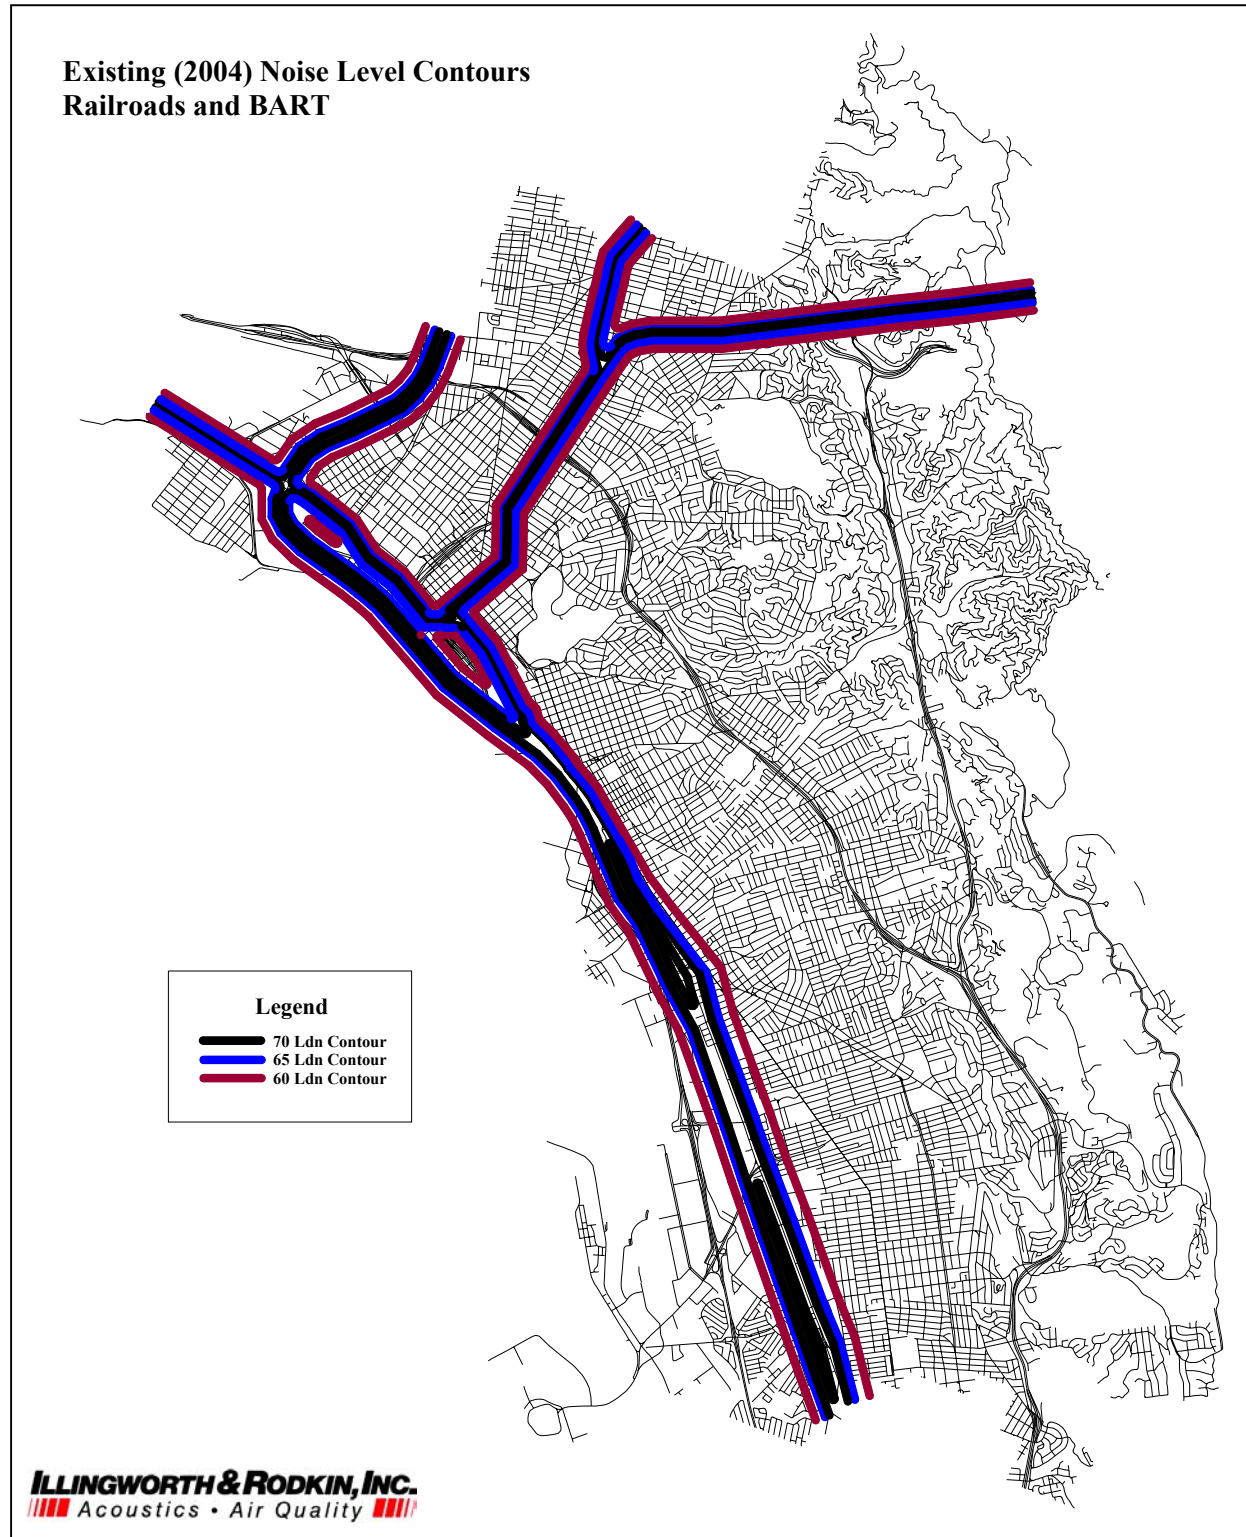 Existing (2004) Noise Level Contours
Railroads and BART
Legend
70 Ldn Contour
65 Ldn Contour
60 Ldn Contour
ILLINGWORTH & RODKIN, INC.
Acoustics • Air Quality